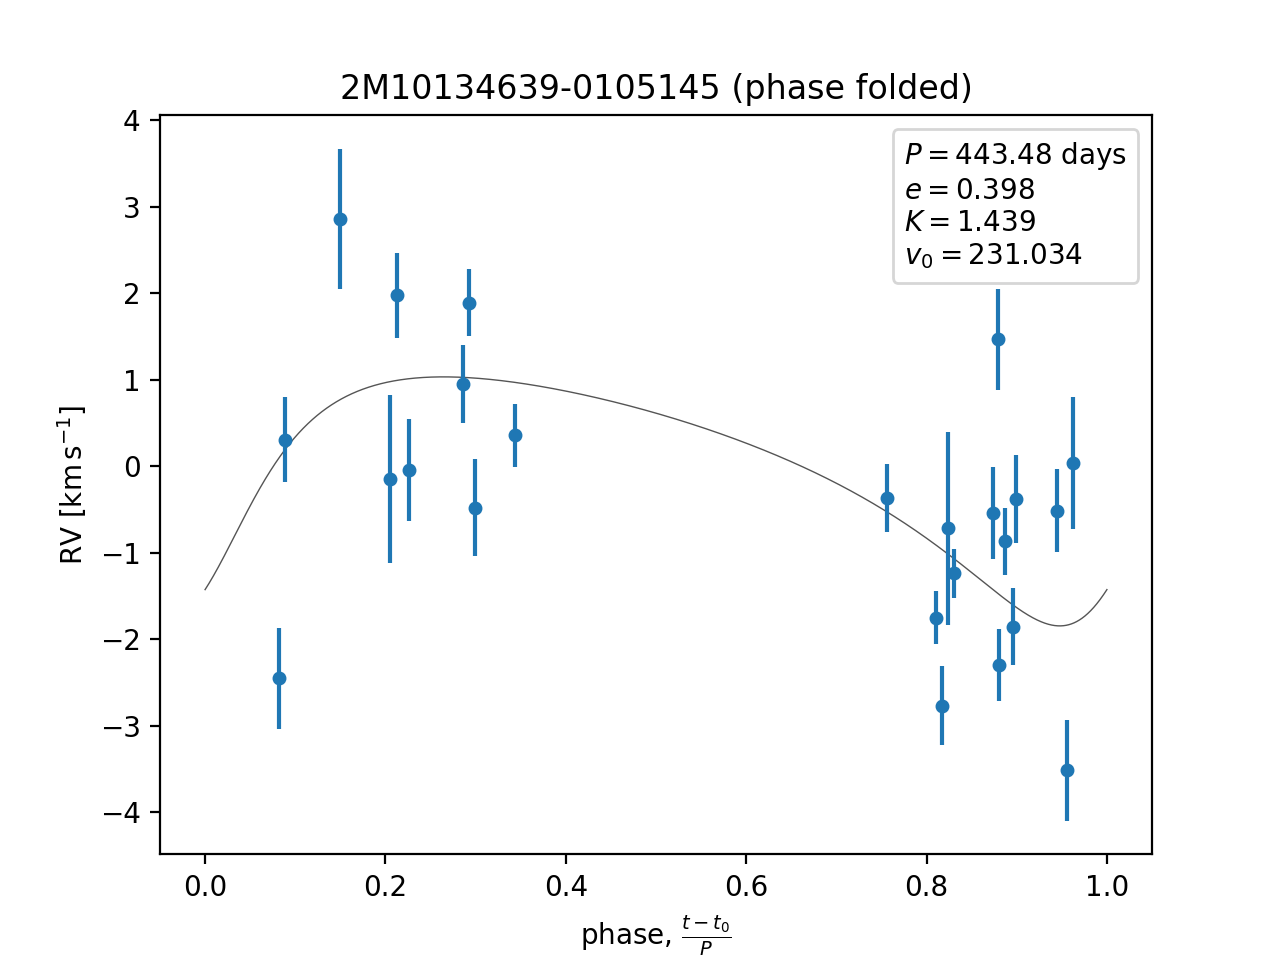 2M10134639-0105145 (phase folded)
P = 443.48 days
e = 0.398
K = 1.439
v₀ = 231.034
4
3
2
1
0
−1
−2
−3
−4
RV [km s⁻¹]
0.0 0.2 0.4 0.6 0.8 1.0
phase, (t − t₀)/P